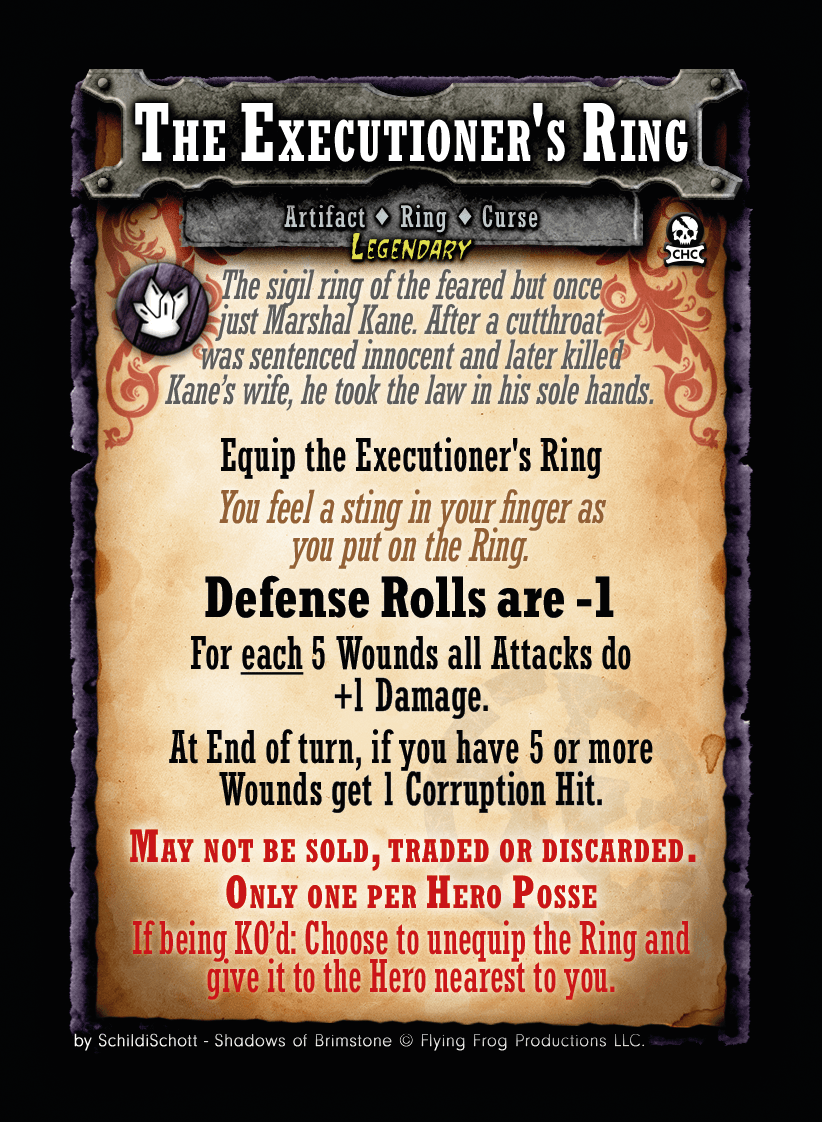 The Executioner's Ring
Artifact ♦ Ring ♦ Curse
Legendary
CHC
The sigil ring of the feared but once
just Marshal Kane. After a cutthroat
was sentenced innocent and later killed
Kane's wife, he took the law in his sole hands.
Equip the Executioner's Ring
You feel a sting in your finger as
you put on the Ring.
Defense Rolls are -1
For each 5 Wounds all Attacks do
+1 Damage.
At End of turn, if you have 5 or more
Wounds get 1 Corruption Hit.
May not be sold, traded or discarded.
Only one per Hero Posse
If being KO'd: Choose to unequip the Ring and
give it to the Hero nearest to you.
by SchildiSchott - Shadows of Brimstone © Flying Frog Productions LLC.